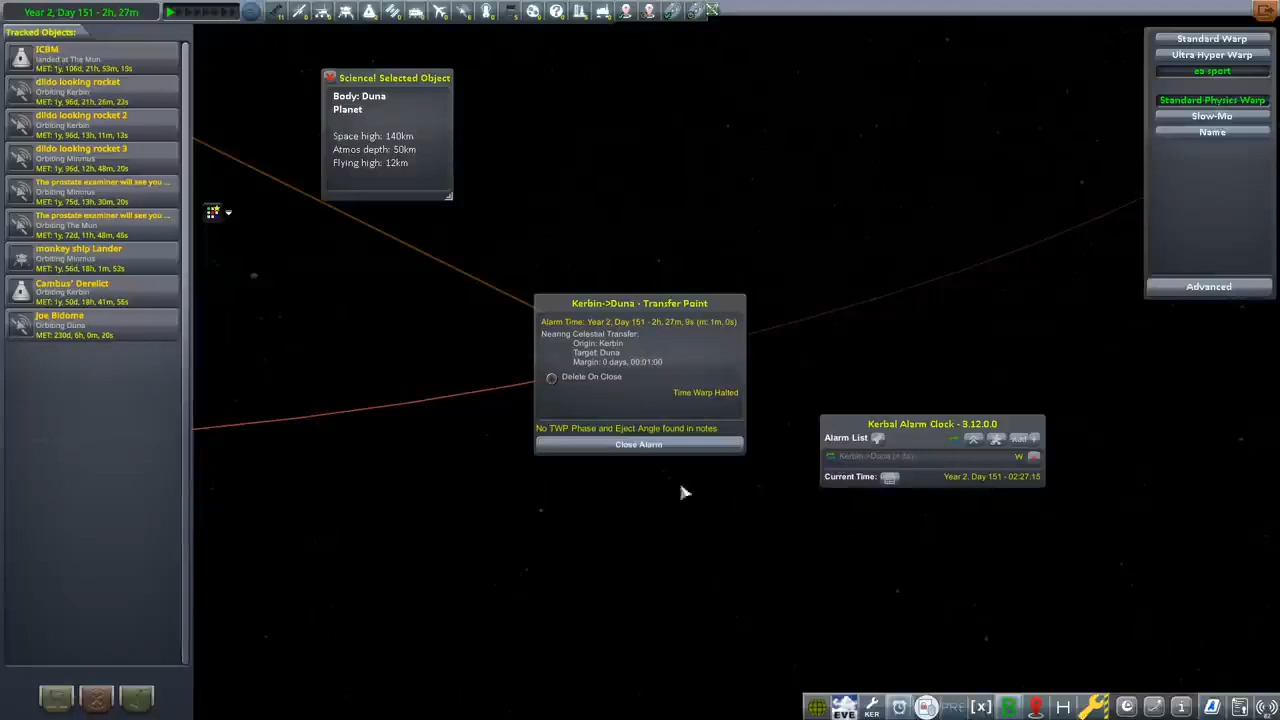 Year 2, Day 151 - 2h, 27m
Tracked Objects:
ICBM
landed at The Mun
MET: 1y, 106d, 21h, 53m, 15s
dildo looking rocket
Orbiting Kerbin
MET: 1y, 96d, 21h, 26m, 23s
dildo looking rocket 2
Orbiting Kerbin
MET: 1y, 96d, 13h, 11m, 13s
dildo looking rocket 3
Orbiting Minmus
MET: 1y, 96d, 12h, 48m, 20s
The prostate examiner will see you ...
Orbiting Minmus
MET: 1y, 75d, 13h, 30m, 20s
The prostate examiner will see you ...
Orbiting The Mun
MET: 1y, 72d, 11h, 48m, 46s
monkey ship Lander
Orbiting Minmus
MET: 1y, 56d, 18h, 1m, 53s
Cambus' Derelict
Orbiting Kerbin
MET: 1y, 50d, 18h, 41m, 56s
Joe Bidome
Orbiting Duna
MET: 230d, 6h, 0m, 20s
Science! Selected Object
Body: Duna
Planet
Space high: 140km
Atmos depth: 50km
Flying high: 12km
Kerbin->Duna - Transfer Point
Alarm Time: Year 2, Day 151 - 2h, 27m, 9s (m: 1m, 0s)
Nearing Celestial Transfer:
Origin: Kerbin
Target: Duna
Margin: 0 days, 00:01:00
Delete On Close
Time Warp Halted
No TWP Phase and Eject Angle found in notes
Close Alarm
Kerbal Alarm Clock - 3.12.0.0
Alarm List
Add
W
Current Time:
Year 2, Day 151 - 02:27:15
Standard Warp
Ultra Hyper Warp
ea sport
Standard Physics Warp
Slow-Mo
Name
Advanced
EVE
KER
PRE
[x]